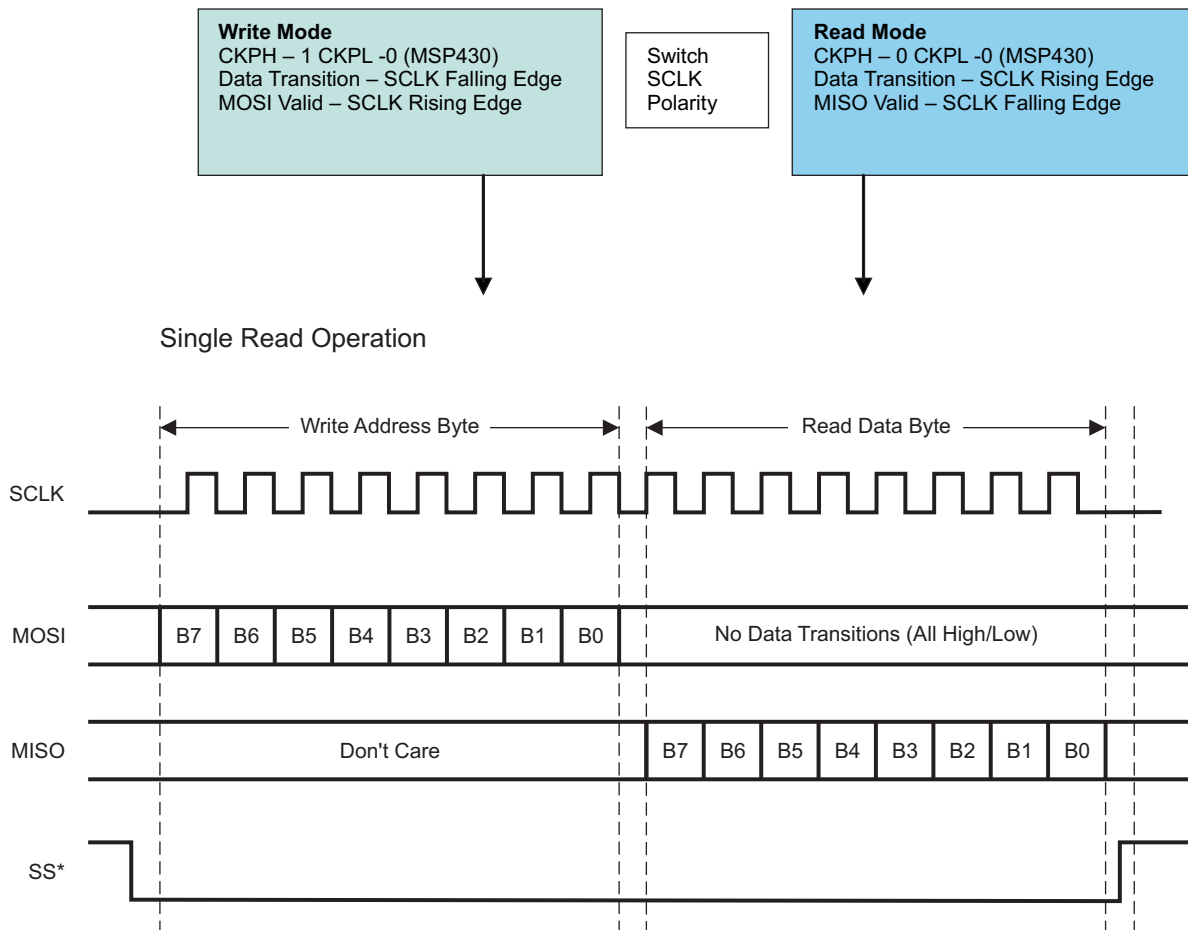 Write Mode
CKPH – 1 CKPL -0 (MSP430)
Data Transition – SCLK Falling Edge
MOSI Valid – SCLK Rising Edge
Switch
SCLK
Polarity
Read Mode
CKPH – 0 CKPL -0 (MSP430)
Data Transition – SCLK Rising Edge
MISO Valid – SCLK Falling Edge
Single Read Operation
Write Address Byte
Read Data Byte
SCLK
MOSI
B7 B6 B5 B4 B3 B2 B1 B0
No Data Transitions (All High/Low)
MISO
Don't Care
B7 B6 B5 B4 B3 B2 B1 B0
SS*